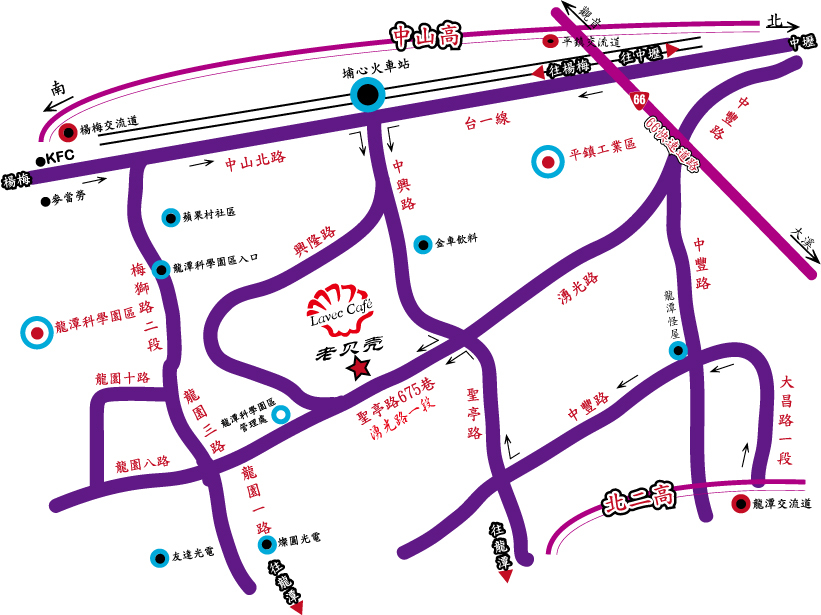 北
觀音
中山高
平鎮交流道
中壢
南
埔心火車站
往楊梅
往中壢
66
66快速道路
中豐路
楊梅交流道
KFC
台一線
楊梅
中山北路
平鎮工業區
麥當勞
中興路
蘋果村社區
興隆路
金車飲料
大溪
梅獅路二段
龍潭科學園區入口
中豐路
湧光路
Lavec Café
老贝壳
龍潭怪屋
龍潭科學園區
龍園十路
龍園三路
龍潭科學園區
管理處
聖亭路675巷
湧光路一段
聖亭路
中豐路
大昌路一段
龍園八路
龍園一路
北二高
龍潭交流道
友達光電
燦圓光電
往龍潭
往龍潭